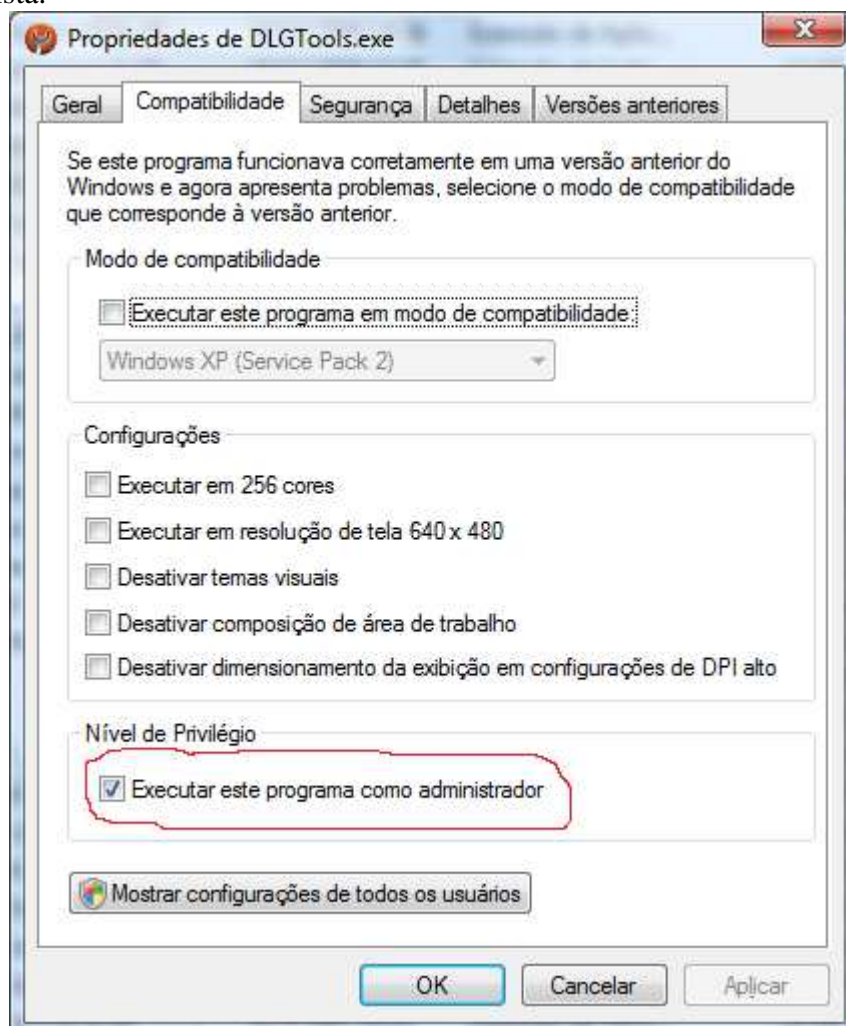 Propriedades de DLGTools.exe
Geral Compatibilidade Segurança Detalhes Versões anteriores
Se este programa funcionava corretamente em uma versão anterior do
Windows e agora apresenta problemas, selecione o modo de compatibilidade
que corresponde à versão anterior.
Modo de compatibilidade
Executar este programa em modo de compatibilidade:
Windows XP (Service Pack 2)
Configurações
Executar em 256 cores
Executar em resolução de tela 640 x 480
Desativar temas visuais
Desativar composição de área de trabalho
Desativar dimensionamento da exibição em configurações de DPI alto
Nível de Privilégio
Executar este programa como administrador
Mostrar configurações de todos os usuários
OK Cancelar Aplicar